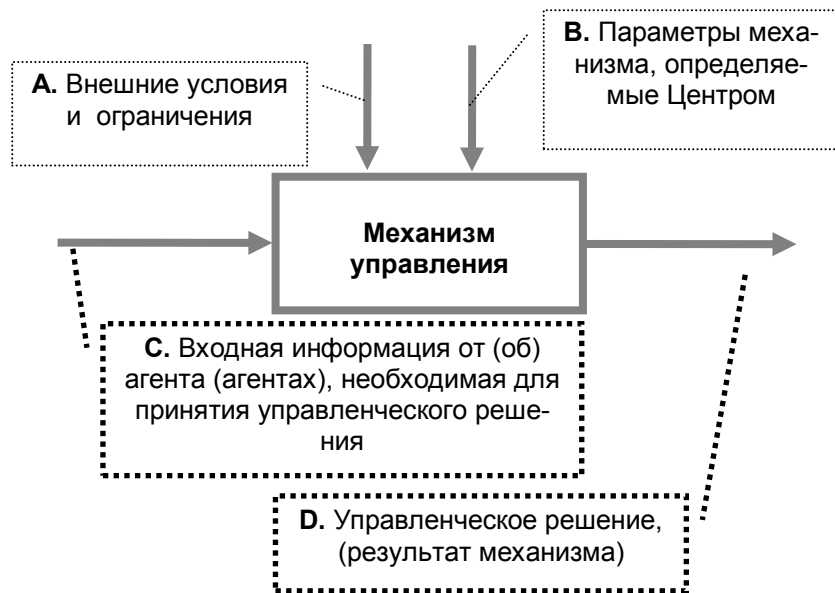 A. Внешние условия
и ограничения
B. Параметры меха-
низма, определяе-
мые Центром
Механизм
управления
C. Входная информация от (об)
агента (агентах), необходимая для
принятия управленческого реше-
ния
D. Управленческое решение,
(результат механизма)